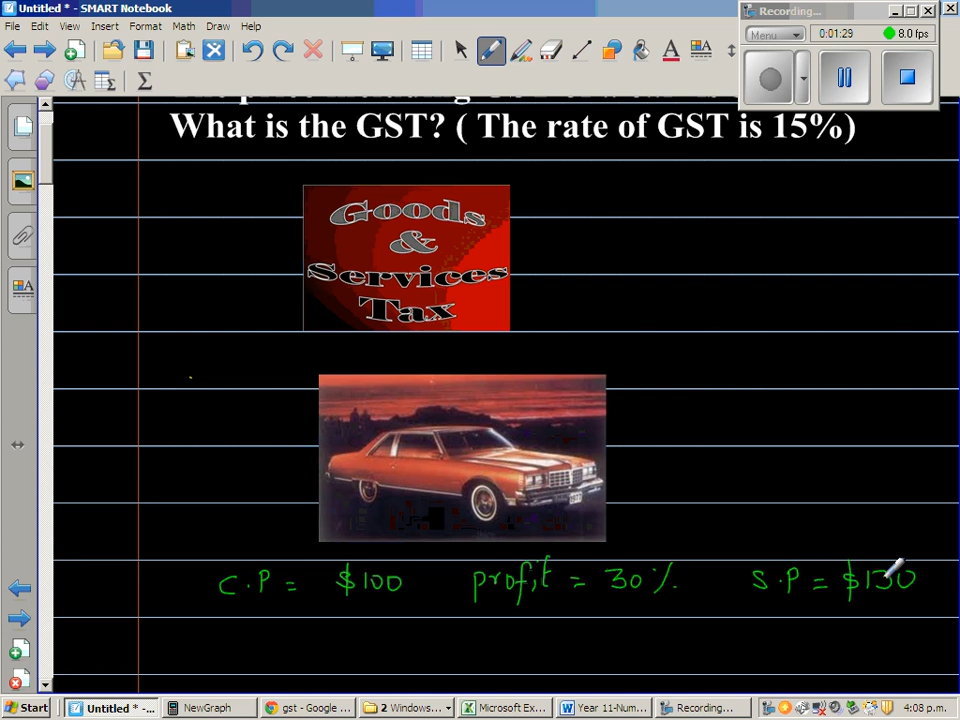 Untitled * - SMART Notebook
Recording...
File Edit View Insert Format Math Draw Help
Menu 0:01:29 8.0 fps
What is the GST? ( The rate of GST is 15%)
Goods
&
Services
Tax
C.P = $100 profit = 30% S.P = $130
Start Untitled * -... NewGraph gst - Google ... 2 Windows... Microsoft Ex... Year 11-Num... Recording... 4:08 p.m.